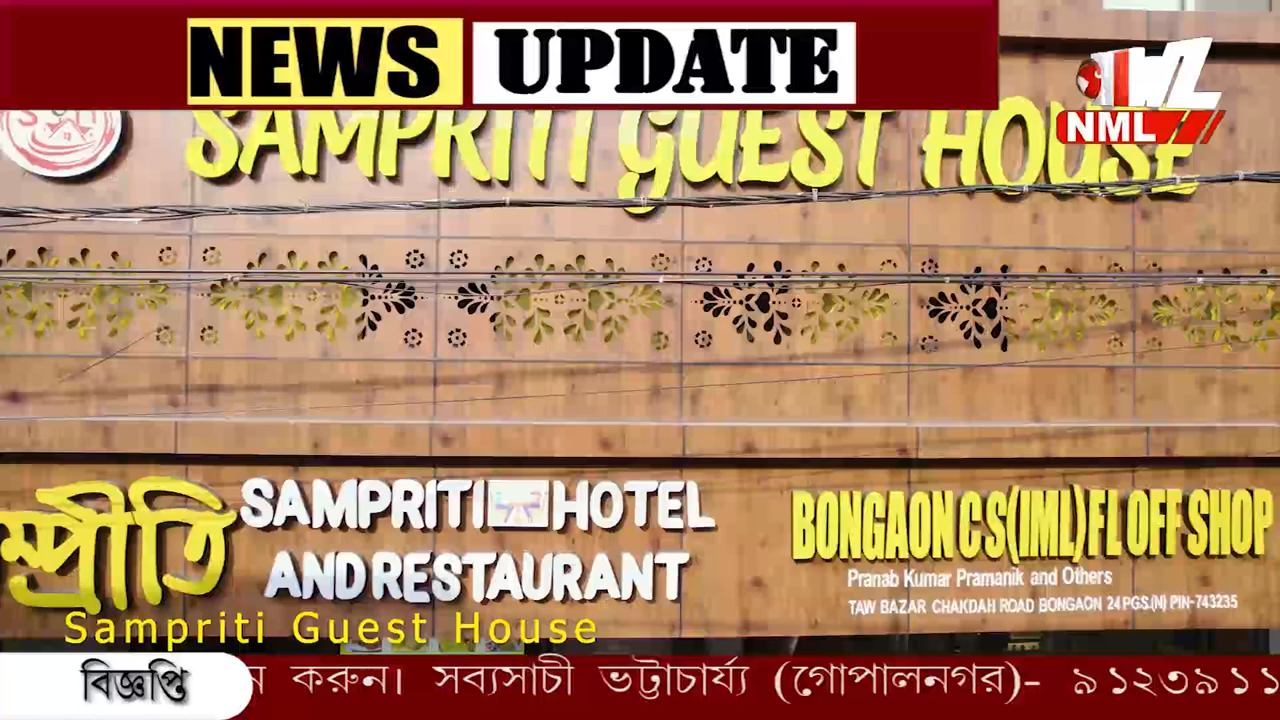 NEWS UPDATE
NML
SAMPRITI GUEST HOUSE
ম্প্রীতি
SAMPRITI HOTEL
AND RESTAURANT
BONGAON C S(IML) FL OFF SHOP
Pranab Kumar Pramanik and Others
TAW BAZAR CHAKDAH ROAD BONGAON 24 PGS.(N) PIN-743235
Sampriti Guest House
বিজ্ঞপ্তি
ন করুন। সব্যসাচী ভট্টাচার্য্য (গোপালনগর)- ৯১২৩৯১১